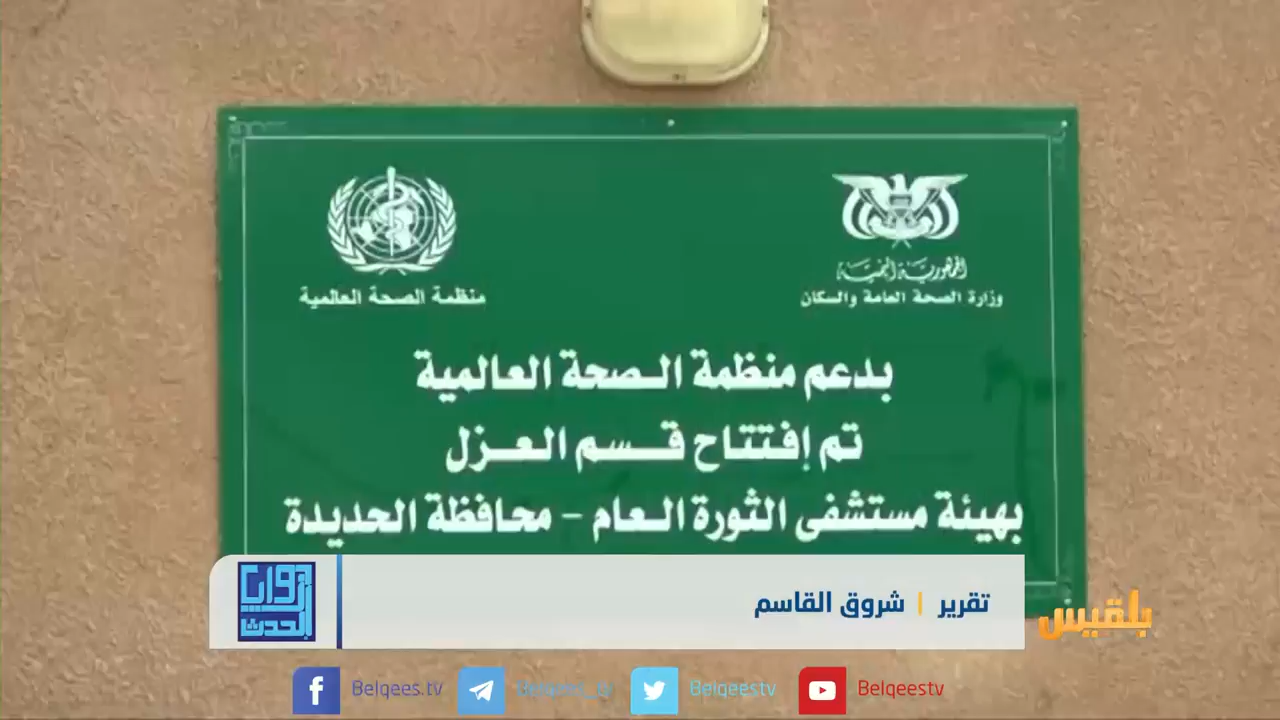 الجمهورية اليمنية
وزارة الصحة العامة والسكان
منظمة الصحة العالمية
بدعم منظمة الصحة العالمية
تم إفتتاح قسم العزل
بهيئة مستشفى الثورة العام - محافظة الحديدة
تقرير | شروق القاسم
زوايا الحدث
بلقيس
Belqees.tv
Belqeestv
Belqeestv